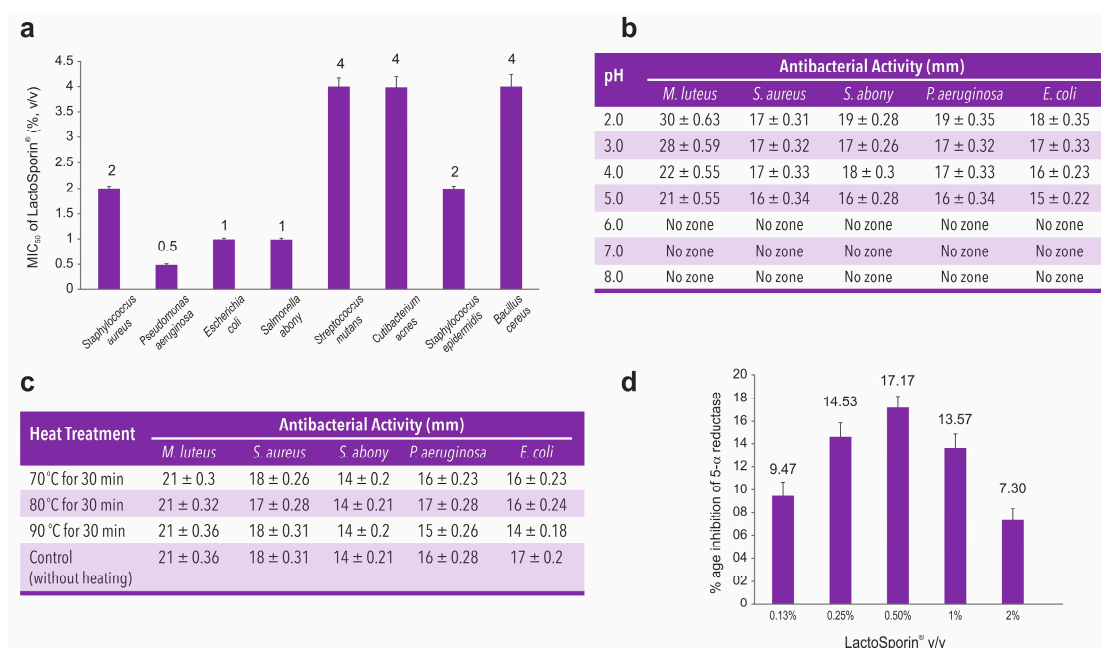 a
MIC50 of LactoSporin® (%, v/v)
4.5
4
3.5
3
2.5
2
1.5
1
0.5
0
2
0.5
1
1
4
4
2
4
Staphylococcus
aureus
Pseudomonas
aeruginosa
Escherichia
coli
Salmonella
abony
Streptococcus
mutans
Cutibacterium
acnes
Staphylococcus
epidermidis
Bacillus
cereus
b
pH Antibacterial Activity (mm)
M. luteus S. aureus S. abony P. aeruginosa E. coli
2.0 30 ± 0.63 17 ± 0.31 19 ± 0.28 19 ± 0.35 18 ± 0.35
3.0 28 ± 0.59 17 ± 0.32 17 ± 0.26 17 ± 0.32 17 ± 0.33
4.0 22 ± 0.55 17 ± 0.33 18 ± 0.3 17 ± 0.33 16 ± 0.23
5.0 21 ± 0.55 16 ± 0.34 16 ± 0.28 16 ± 0.34 15 ± 0.22
6.0 No zone No zone No zone No zone No zone
7.0 No zone No zone No zone No zone No zone
8.0 No zone No zone No zone No zone No zone
c
Heat Treatment Antibacterial Activity (mm)
M. luteus S. aureus S. abony P. aeruginosa E. coli
70 °C for 30 min 21 ± 0.3 18 ± 0.26 14 ± 0.2 16 ± 0.23 16 ± 0.23
80 °C for 30 min 21 ± 0.32 17 ± 0.28 14 ± 0.21 17 ± 0.28 16 ± 0.24
90 °C for 30 min 21 ± 0.36 18 ± 0.31 14 ± 0.2 15 ± 0.26 14 ± 0.18
Control 21 ± 0.36 18 ± 0.31 14 ± 0.21 16 ± 0.28 17 ± 0.2
(without heating)
d
% age inhibition of 5-α reductase
20
18
16
14
12
10
08
06
04
02
0
9.47
14.53
17.17
13.57
7.30
0.13% 0.25% 0.50% 1% 2%
LactoSporin® v/v